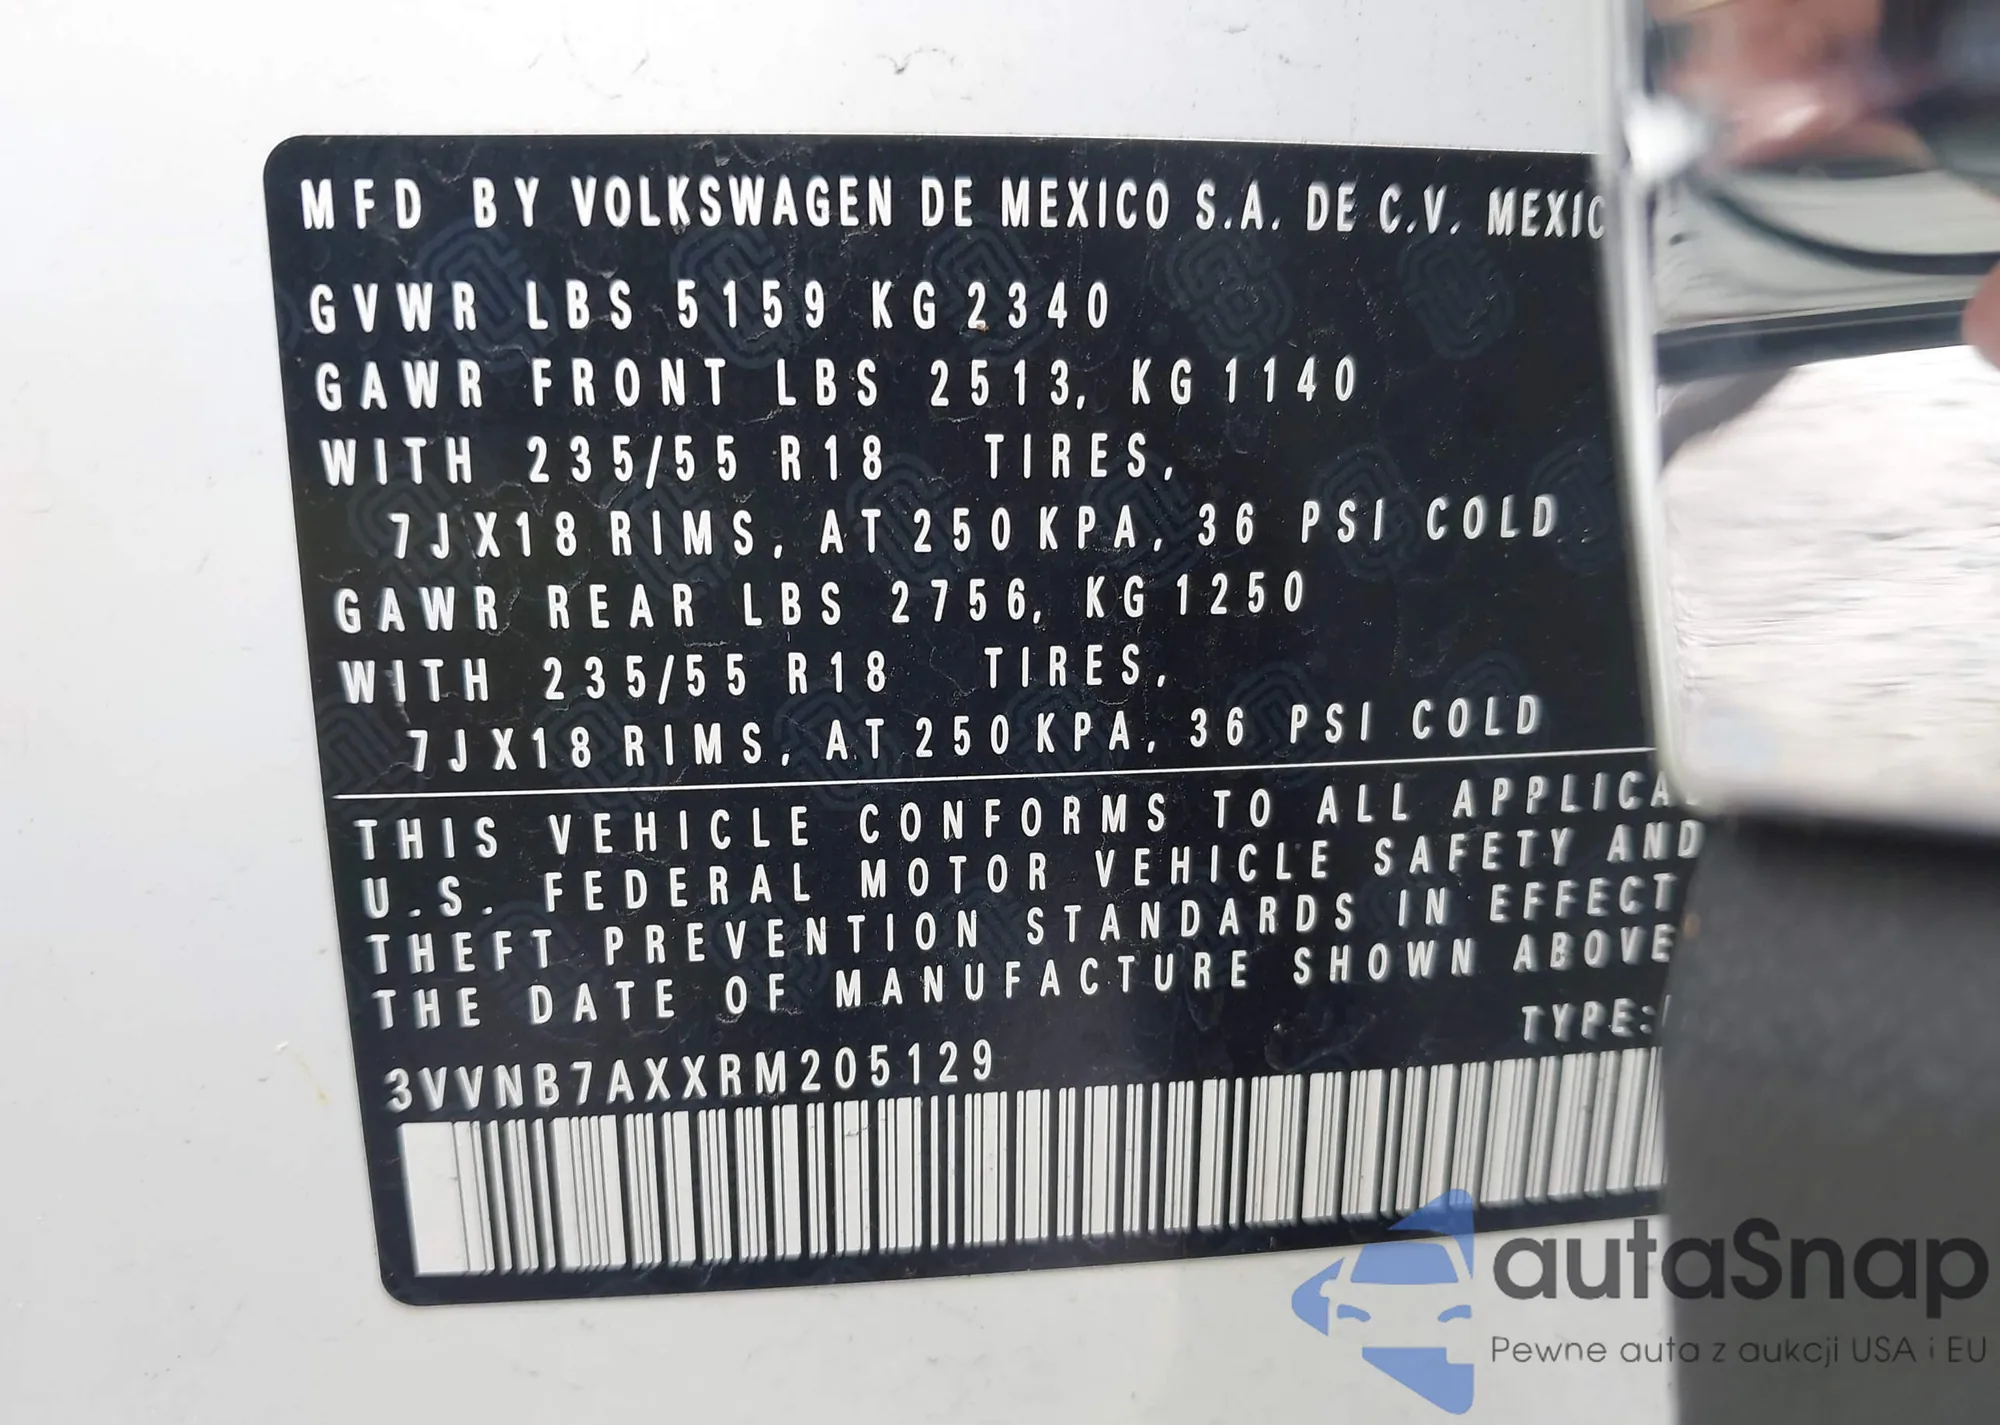 MFD BY VOLKSWAGEN DE MEXICO S.A. DE C.V. MEXIC
GVWR LBS 5159 KG 2340
GAWR FRONT LBS 2513, KG 1140
WITH 235/55 R18 TIRES,
7JX18 RIMS, AT 250 KPA, 36 PSI COLD
GAWR REAR LBS 2756, KG 1250
WITH 235/55 R18 TIRES,
7JX18 RIMS, AT 250 KPA, 36 PSI COLD
THIS VEHICLE CONFORMS TO ALL APPLICA
U.S. FEDERAL MOTOR VEHICLE SAFETY AND
THEFT PREVENTION STANDARDS IN EFFECT
THE DATE OF MANUFACTURE SHOWN ABOVE
TYPE:
3VVNB7AXXRM205129
autaSnap
Pewne auta z aukcji USA i EU